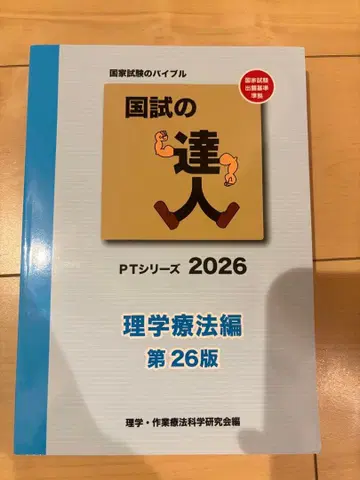 国家試験のバイブル
国家試験
出題基準
準拠
国試の
達人
PTシリーズ 2026
理学療法編
第26版
理学・作業療法科学研究会編